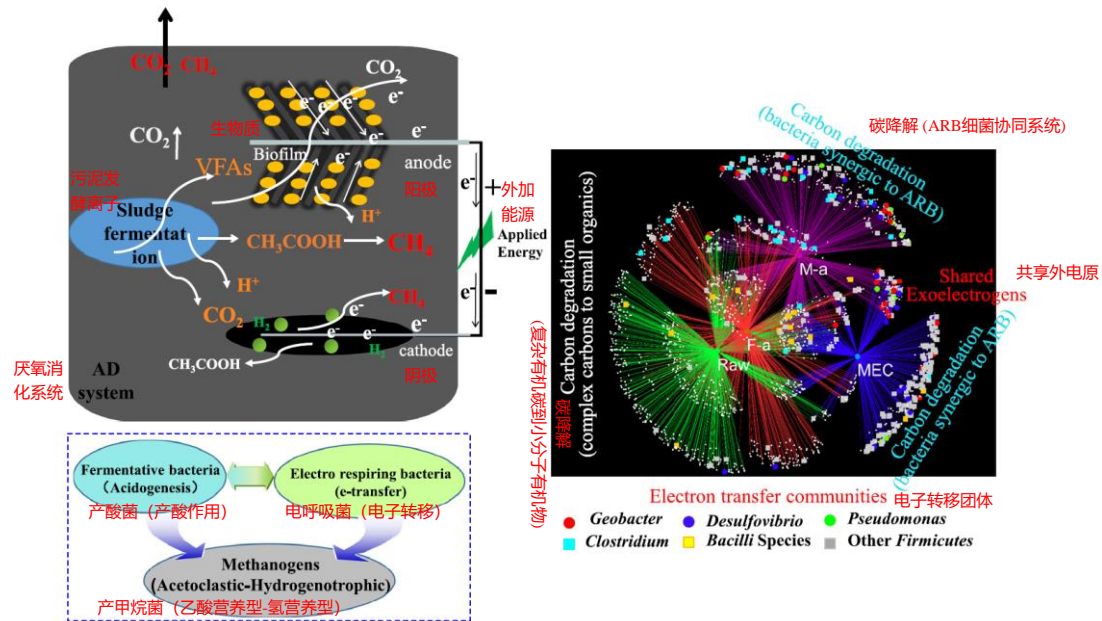 CO₂ CH₄
CO₂
e⁻ e⁻ e⁻
e⁻
e⁻
CO₂
生物质
e⁻
Biofilm
e⁻
anode
VFAs
e⁻
阳极
e⁻
+
外加
能源
Applied
Energy
污泥发
酵离子
Sludge
fermentat
ion
H⁺
CH₃COOH
CH₄
H⁺
CO₂
CH₄
e⁻
-
H₂
e⁻
e⁻
e⁻
H₂
cathode
CH₃COOH
阴极
厌氧消
化系统
AD
system
Fermentative bacteria
(Acidogenesis)
产酸菌（产酸作用）
Electro respiring bacteria
(e-transfer)
电呼吸菌（电子转移）
Methanogens
(Acetoclastic-Hydrogenotrophic)
产甲烷菌（乙酸营养型-氢营养型）
碳降解 (ARB细菌协同系统)
Carbon degradation
(bacteria synergic to ARB)
M-a
Shared
Exoelectrogens
共享外电原
F-a
Raw
MEC
Carbon degradation
(bacteria synergic to ARB)
Carbon degradation
(complex carbons to small organics)
碳降解
(复杂有机碳到小分子有机物)
Electron transfer communities
电子转移团体
Geobacter
Desulfovibrio
Pseudomonas
Clostridium
Bacilli Species
Other Firmicutes